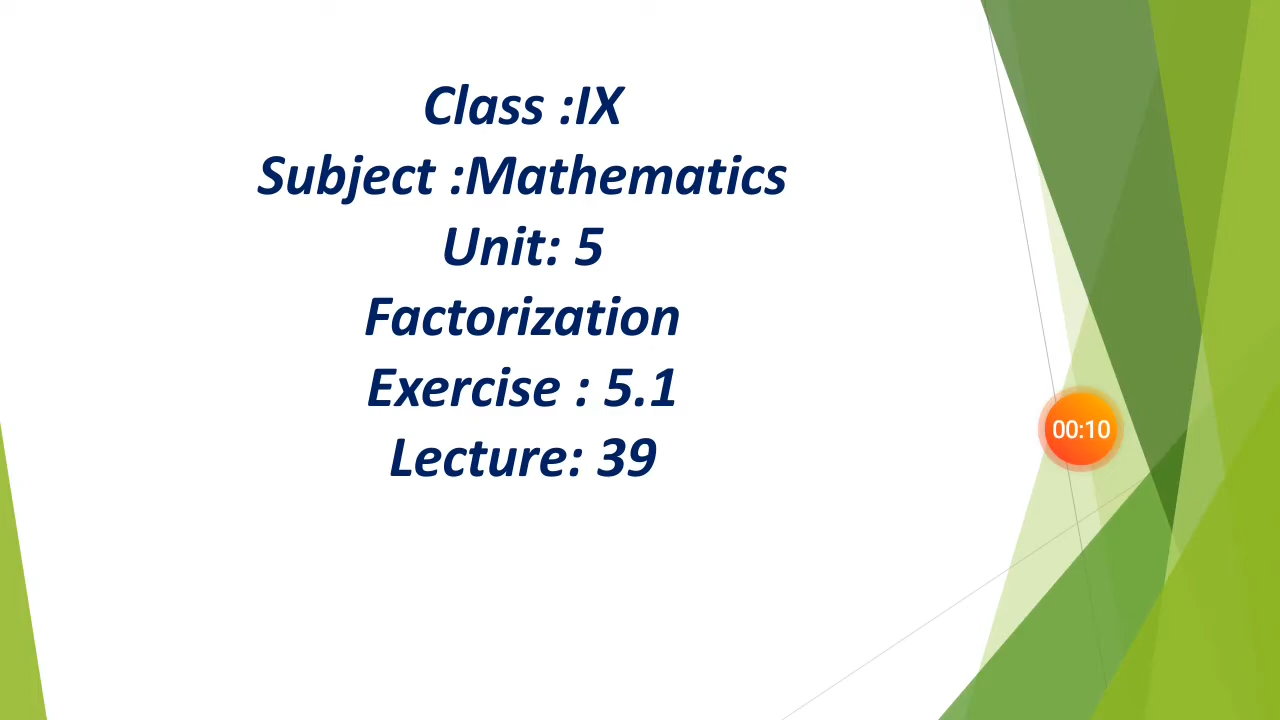 Class :IX
Subject :Mathematics
Unit: 5
Factorization
Exercise : 5.1
Lecture: 39
00:10